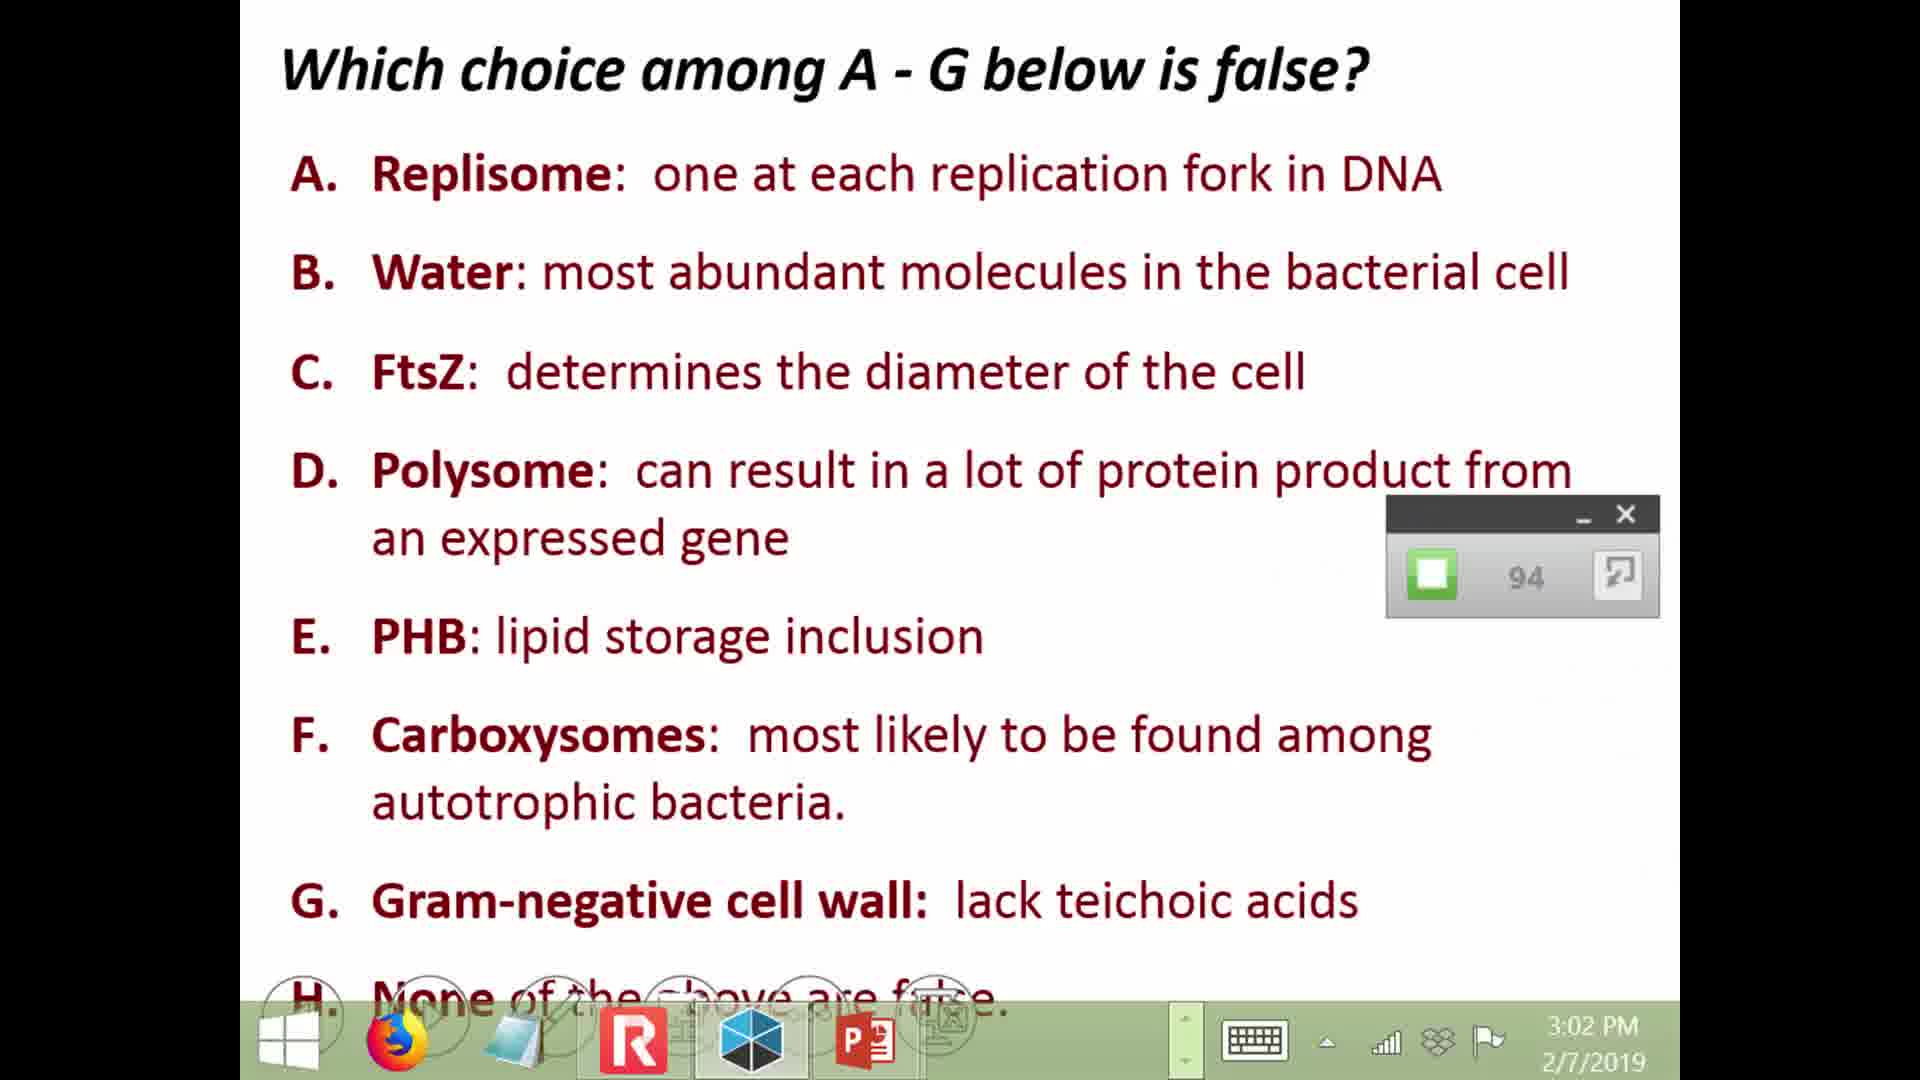 Which choice among A - G below is false?
A. Replisome: one at each replication fork in DNA
B. Water: most abundant molecules in the bacterial cell
C. FtsZ: determines the diameter of the cell
D. Polysome: can result in a lot of protein product from
an expressed gene
94
E. PHB: lipid storage inclusion
F. Carboxysomes: most likely to be found among
autotrophic bacteria.
G. Gram-negative cell wall: lack teichoic acids
H. None of the above are false.
3:02 PM
2/7/2019